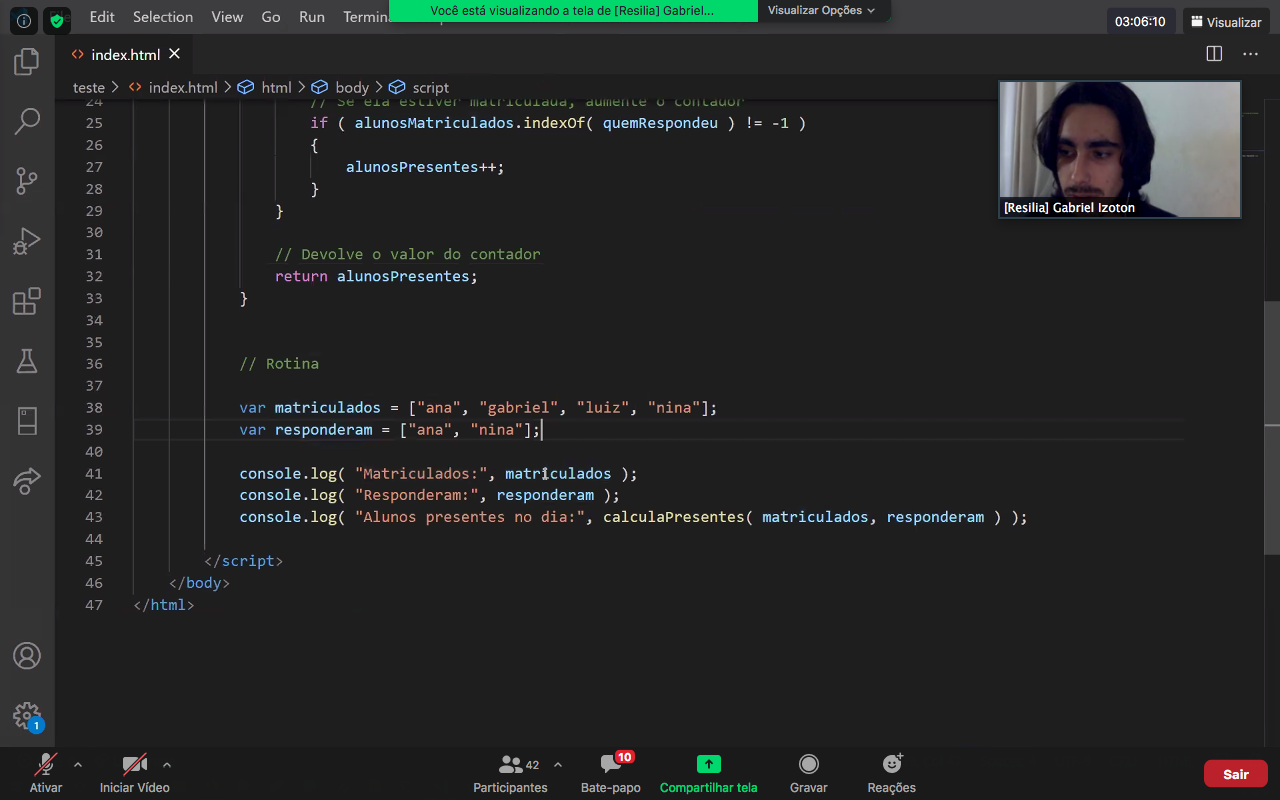 Edit Selection View Go Run Termin
Você está visualizando a tela de [Resilia] Gabriel...
Visualizar Opções
03:06:10
Visualizar
index.html
teste > index.html > html > body > script
24 // Se ela estiver matriculada, aumente o contador
25 if ( alunosMatriculados.indexOf( quemRespondeu ) != -1 )
26 {
27 alunosPresentes++;
28 }
29 }
30
31 // Devolve o valor do contador
32 return alunosPresentes;
33 }
34
35
36 // Rotina
37
38 var matriculados = ["ana", "gabriel", "luiz", "nina"];
39 var responderam = ["ana", "nina"];
40
41 console.log( "Matriculados:", matriculados );
42 console.log( "Responderam:", responderam );
43 console.log( "Alunos presentes no dia:", calculaPresentes( matriculados, responderam ) );
44
45 </script>
46 </body>
47 </html>
[Resilia] Gabriel Izoton
1
Ativar
Iniciar Vídeo
42
Participantes
10
Bate-papo
Compartilhar tela
Gravar
Reações
Sair